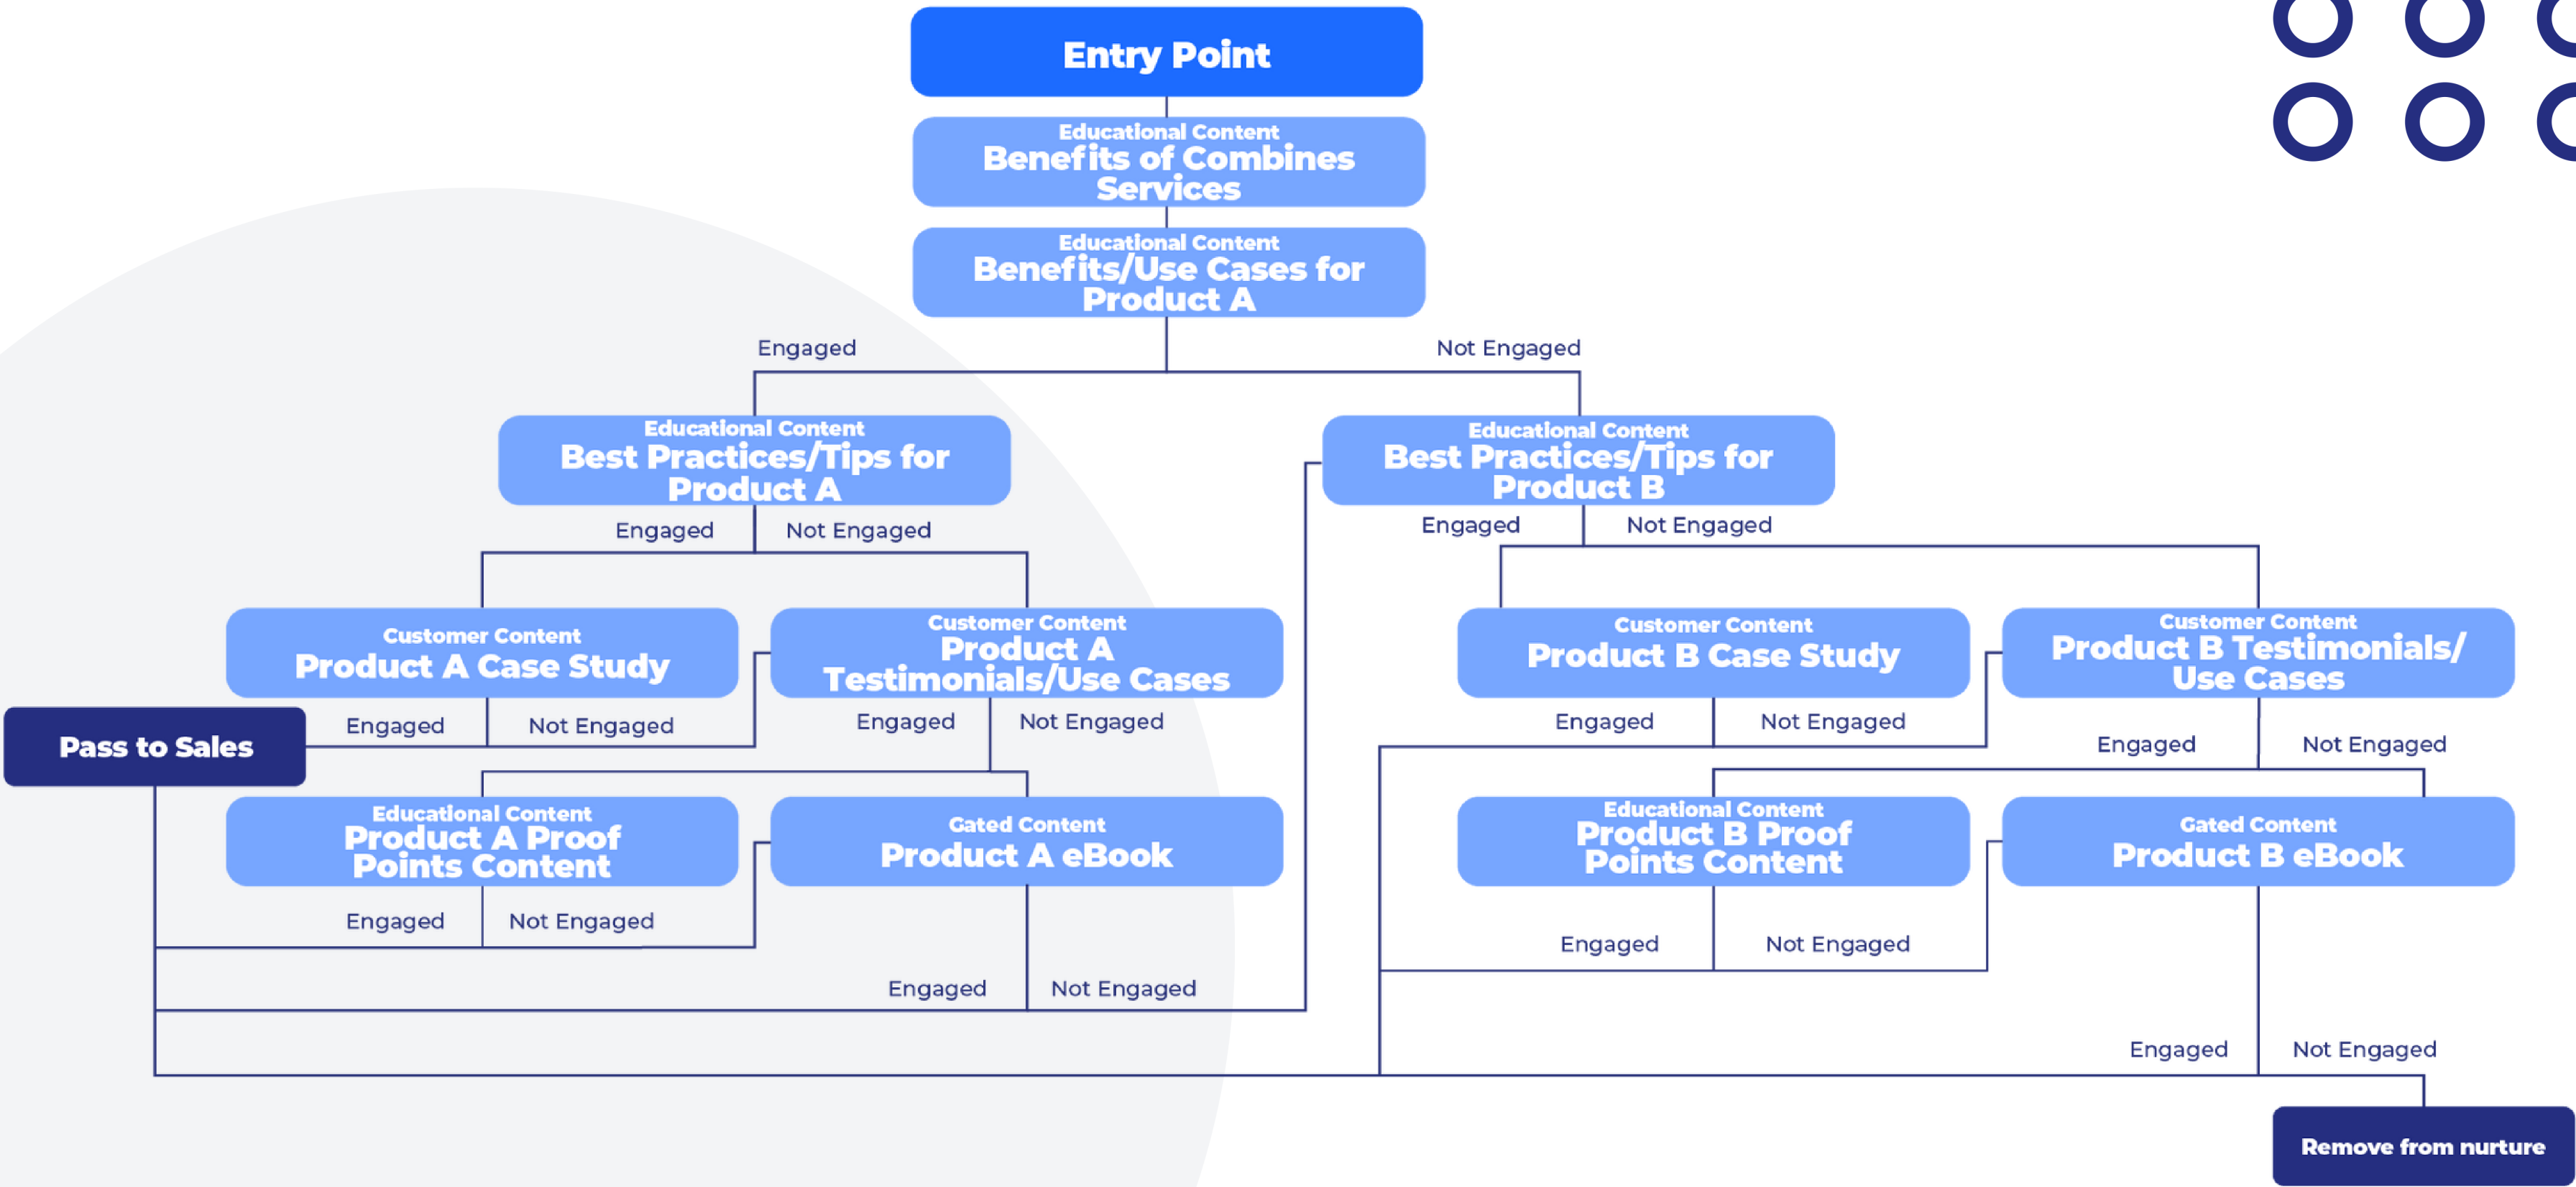 Entry Point
Educational Content
Benefits of Combines
Services
Educational Content
Benefits/Use Cases for
Product A
Engaged
Not Engaged
Educational Content
Best Practices/Tips for
Product A
Educational Content
Best Practices/Tips for
Product B
Engaged
Not Engaged
Engaged
Not Engaged
Customer Content
Product A Case Study
Customer Content
Product A
Testimonials/Use Cases
Customer Content
Product B Case Study
Customer Content
Product B Testimonials/
Use Cases
Pass to Sales
Engaged
Not Engaged
Engaged
Not Engaged
Engaged
Not Engaged
Engaged
Not Engaged
Educational Content
Product A Proof
Points Content
Gated Content
Product A eBook
Educational Content
Product B Proof
Points Content
Gated Content
Product B eBook
Engaged
Not Engaged
Engaged
Not Engaged
Engaged
Not Engaged
Engaged
Not Engaged
Remove from nurture